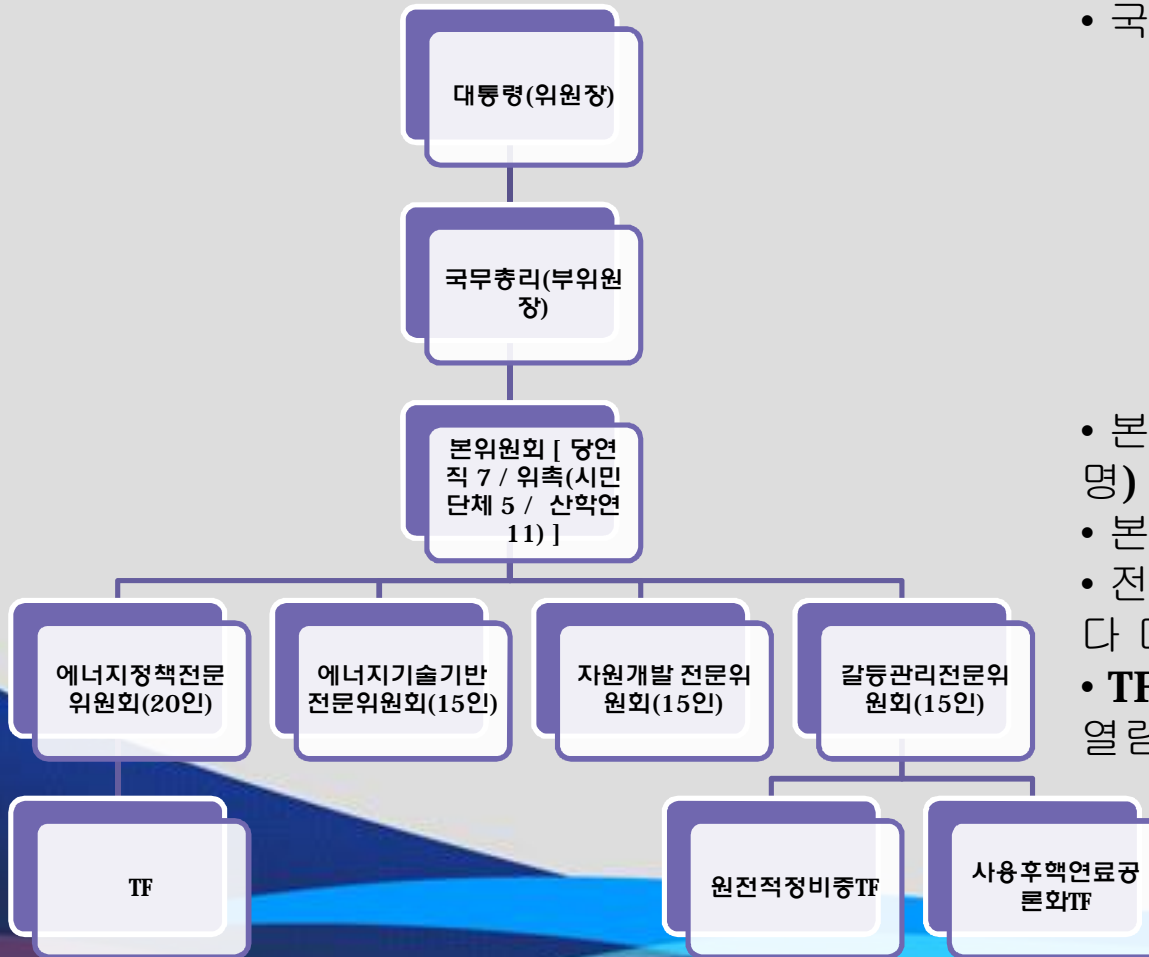 대통령(위원장)
국무총리(부위원
장)
본위원회 [ 당연
직 7 / 위촉(시민
단체 5 / 산학연
11) ]
에너지정책전문
위원회(20인)
에너지기술기반
전문위원회(15인)
자원개발 전문위
원회(15인)
갈등관리전문위
원회(15인)
TF
원전적정비중TF
사용후핵연료공
론화TF
• 국
• 본
명)
• 본
• 전
다
• TF
열람